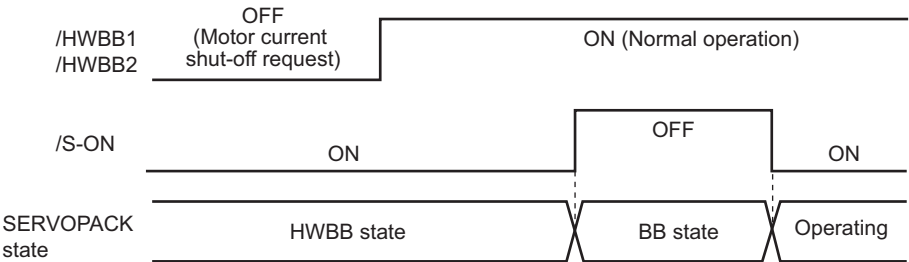 /HWBB1
/HWBB2
OFF
(Motor current
shut-off request)
ON (Normal operation)
/S-ON
ON
OFF
ON
SERVOPACK
state
HWBB state
BB state
Operating